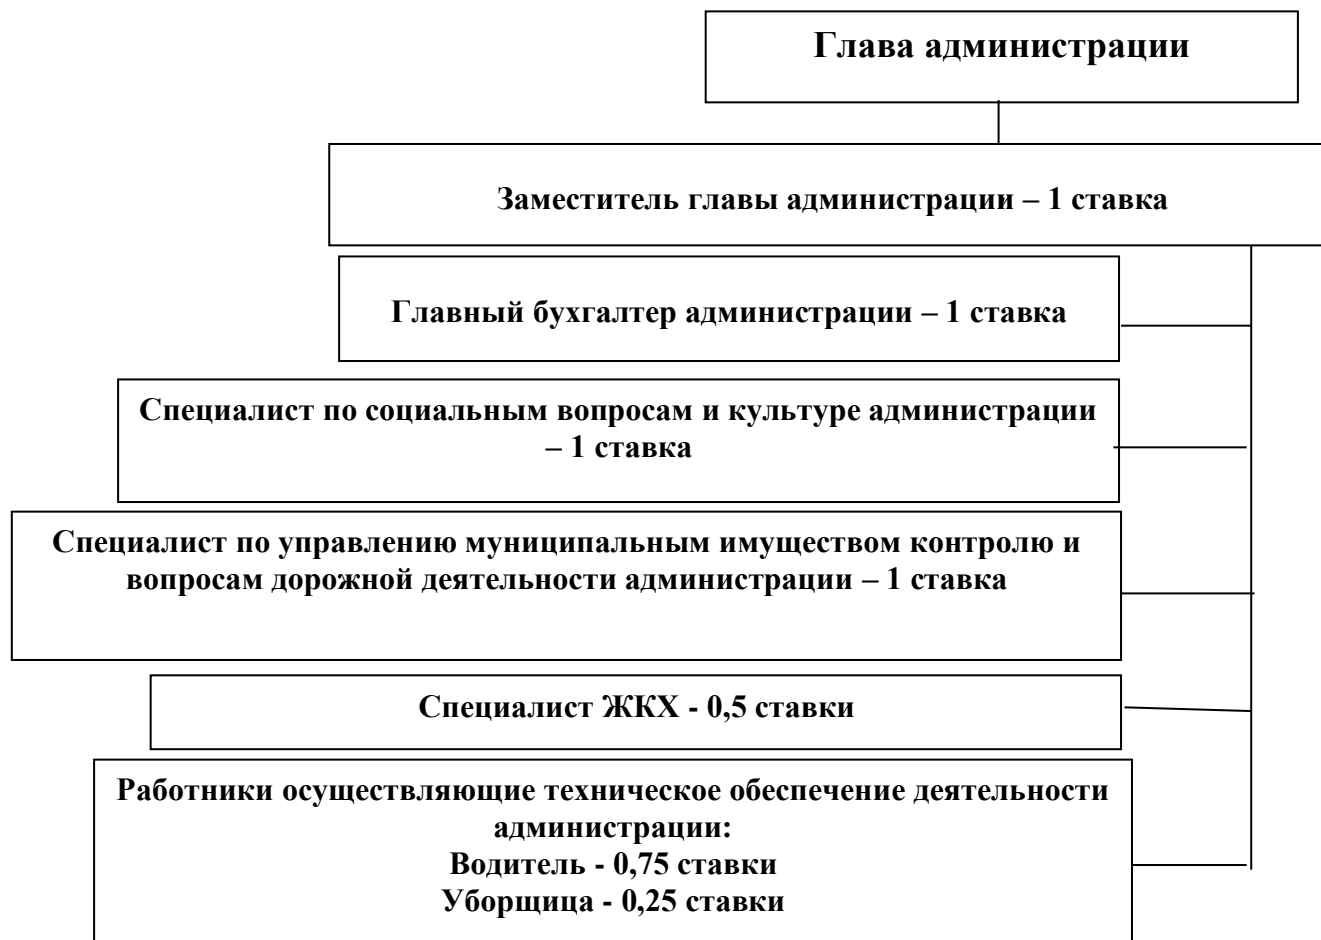 Глава администрации
Заместитель главы администрации – 1 ставка
Главный бухгалтер администрации – 1 ставка
Специалист по социальным вопросам и культуре администрации
– 1 ставка
Специалист по управлению муниципальным имуществом контролю и
вопросам дорожной деятельности администрации – 1 ставка
Специалист ЖКХ - 0,5 ставки
Работники осуществляющие техническое обеспечение деятельности
администрации:
Водитель - 0,75 ставки
Уборщица - 0,25 ставки